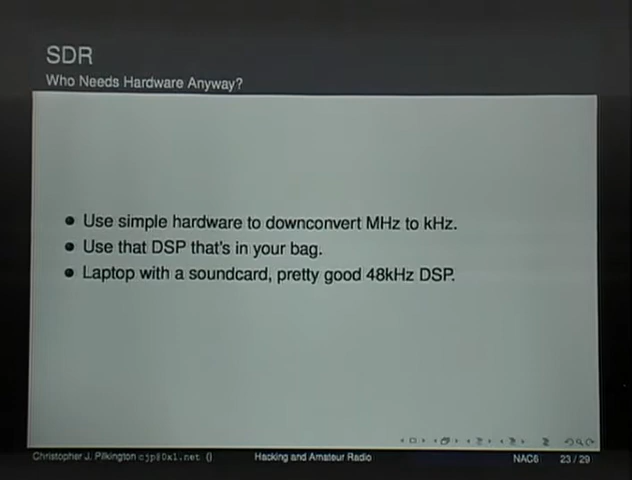 SDR
Who Needs Hardware Anyway?
Use simple hardware to downconvert MHz to kHz.
Use that DSP that's in your bag.
Laptop with a soundcard, pretty good 48kHz DSP.
Christopher J. Pilkington cjp@0x1.net () Hacking and Amateur Radio NAC6 23 / 29